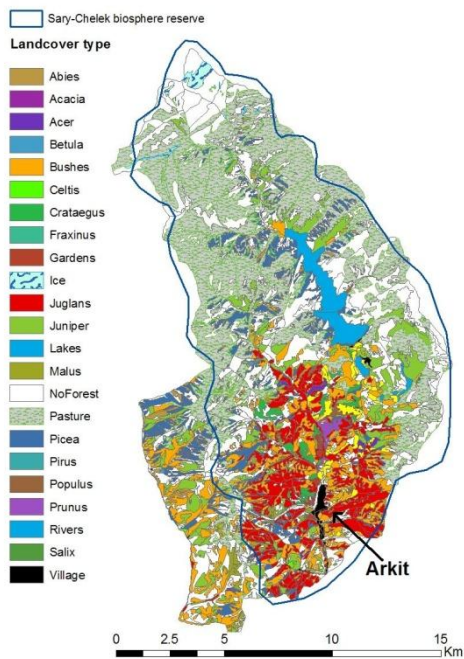 Sary-Chelek biosphere reserve
Landcover type
Abies
Acacia
Acer
Betula
Bushes
Celtis
Crataegus
Fraxinus
Gardens
Ice
Juglans
Juniper
Lakes
Malus
NoForest
Pasture
Picea
Pirus
Populus
Prunus
Rivers
Salix
Village
Arkit
0 2.5 5 10 15
Km